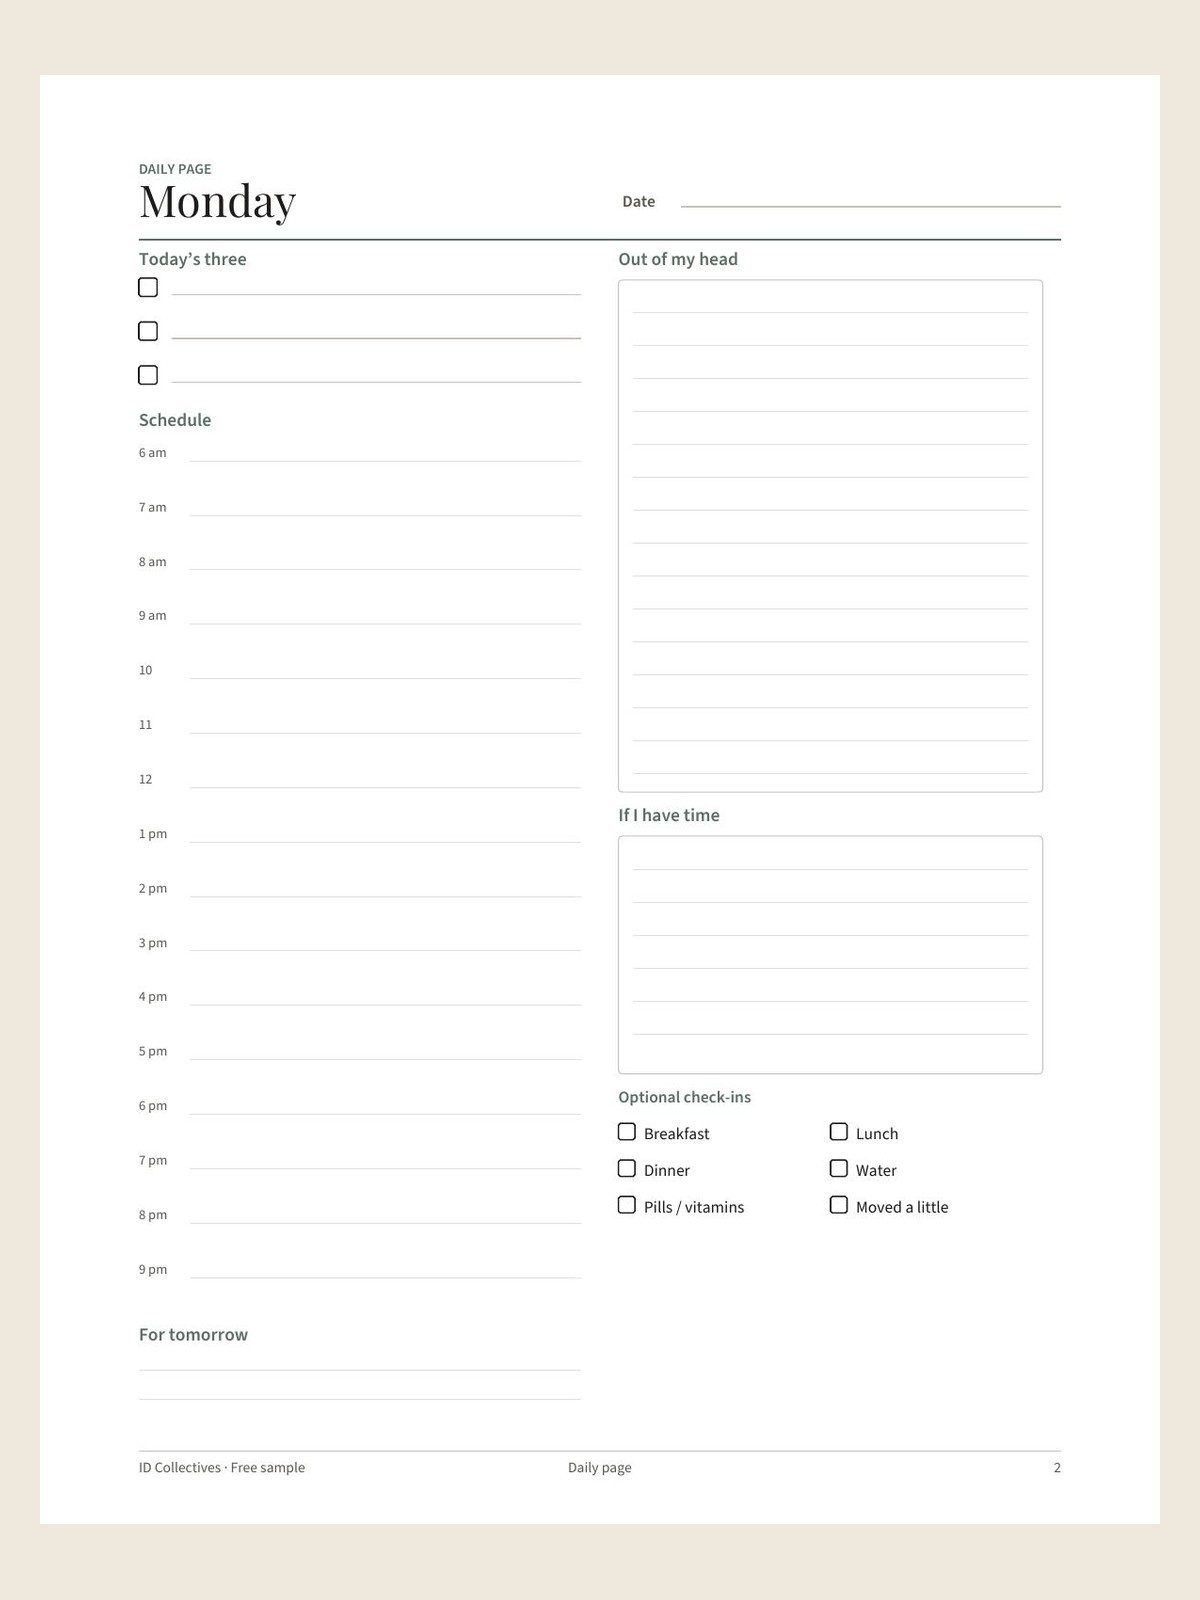 DAILY PAGE
Monday
Date
Today’s three
Schedule
6 am
7 am
8 am
9 am
10
11
12
1 pm
2 pm
3 pm
4 pm
5 pm
6 pm
7 pm
8 pm
9 pm
For tomorrow
Out of my head
If I have time
Optional check-ins
Breakfast
Lunch
Dinner
Water
Pills / vitamins
Moved a little
ID Collectives · Free sample
Daily page
2